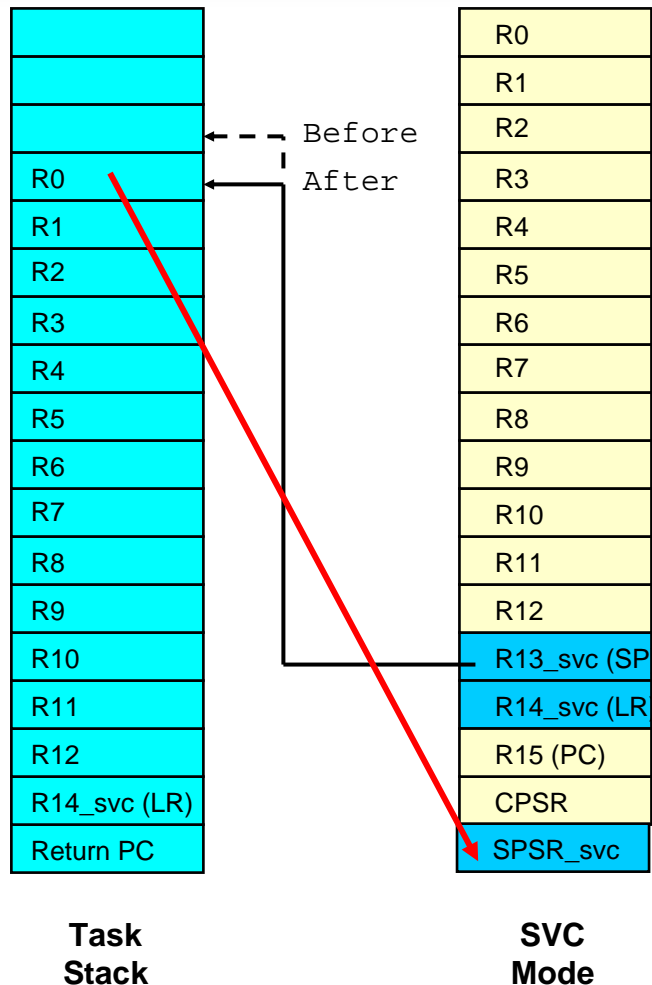 R0
R1
R2
R3
R4
R5
R6
R7
R8
R9
R10
R11
R12
R14_svc (LR)
Return PC
Task
Stack
Before
After
R0
R1
R2
R3
R4
R5
R6
R7
R8
R9
R10
R11
R12
R13_svc (SP
R14_svc (LR)
R15 (PC)
CPSR
SPSR_svc
SVC
Mode